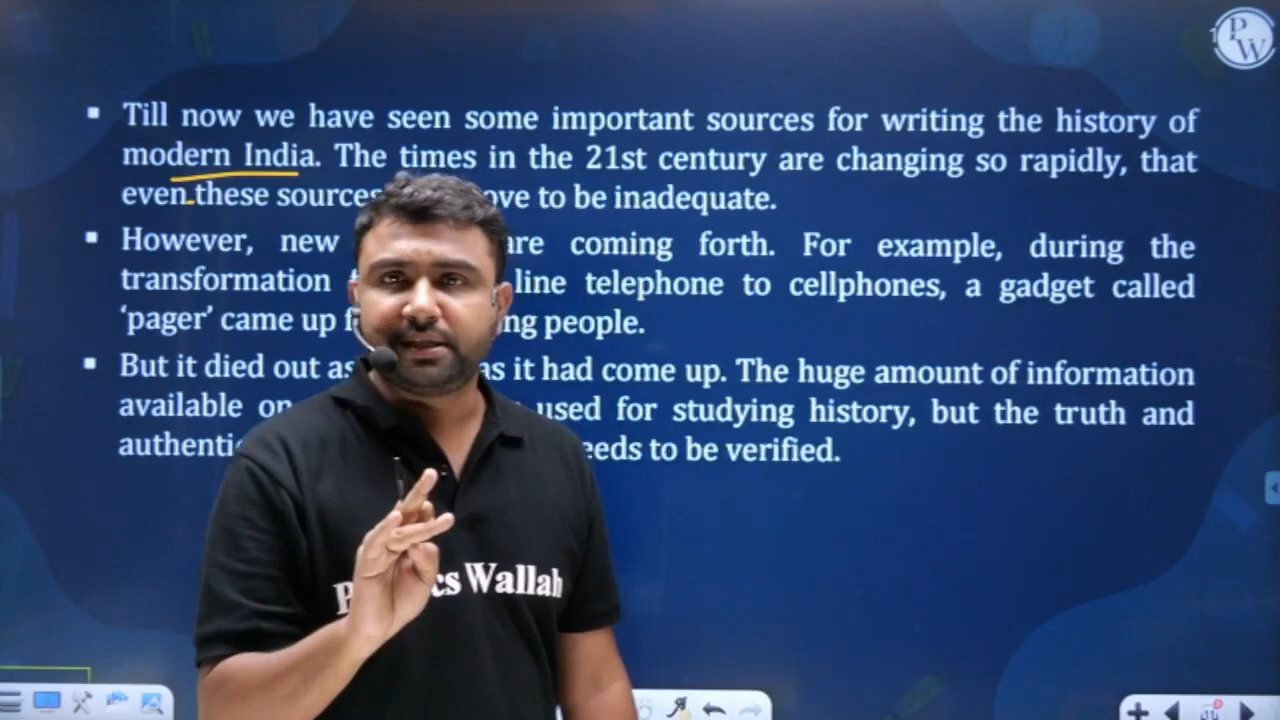 PW
Till now we have seen some important sources for writing the history of
modern India. The times in the 21st century are changing so rapidly, that
even these sources ove to be inadequate.
However, new are coming forth. For example, during the
transformation line telephone to cellphones, a gadget called
‘pager’ came up ng people.
But it died out as as it had come up. The huge amount of information
available on used for studying history, but the truth and
authentic eeds to be verified.
P cs Wallah